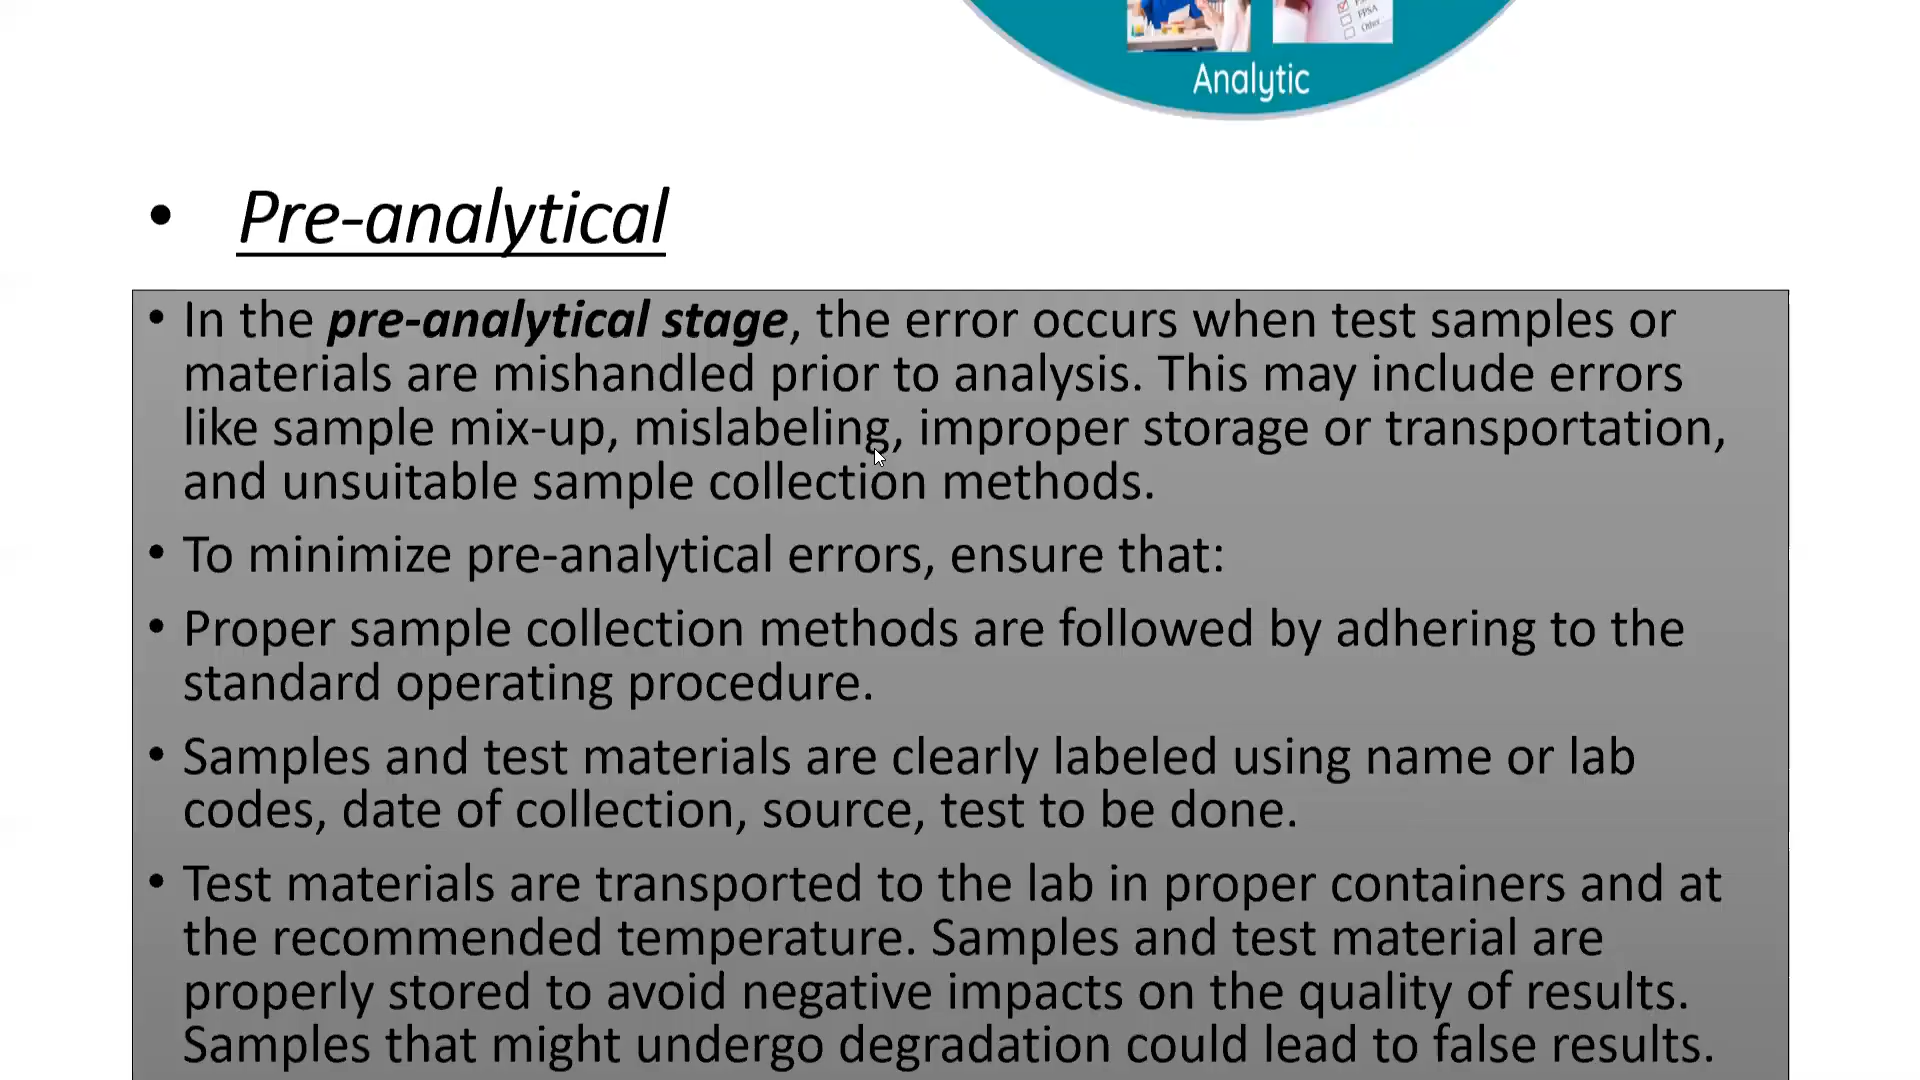 FPSA
Other
Analytic
• Pre-analytical
• In the pre-analytical stage, the error occurs when test samples or
materials are mishandled prior to analysis. This may include errors
like sample mix-up, mislabeling, improper storage or transportation,
and unsuitable sample collection methods.
• To minimize pre-analytical errors, ensure that:
• Proper sample collection methods are followed by adhering to the
standard operating procedure.
• Samples and test materials are clearly labeled using name or lab
codes, date of collection, source, test to be done.
• Test materials are transported to the lab in proper containers and at
the recommended temperature. Samples and test material are
properly stored to avoid negative impacts on the quality of results.
Samples that might undergo degradation could lead to false results.